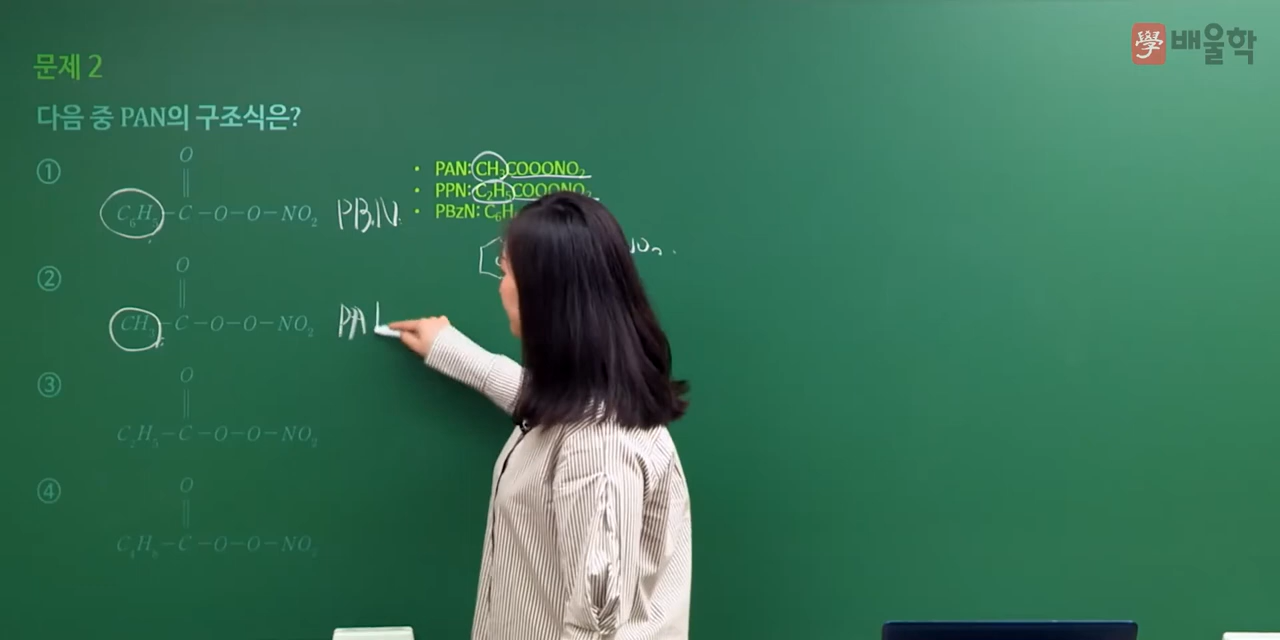 學 배울학
문제 2
다음 중 PAN의 구조식은?
①
O
C₆H₅-C-O-O-NO₂ PBzN
②
O
CH₃-C-O-O-NO₂ PA
③
O
C₂H₅-C-O-O-NO₂
④
O
-C-O-O-NO₂
• PAN: CH₃COOONO₂
• PPN: C₂H₅COOONO₂
• PBzN: C₆H